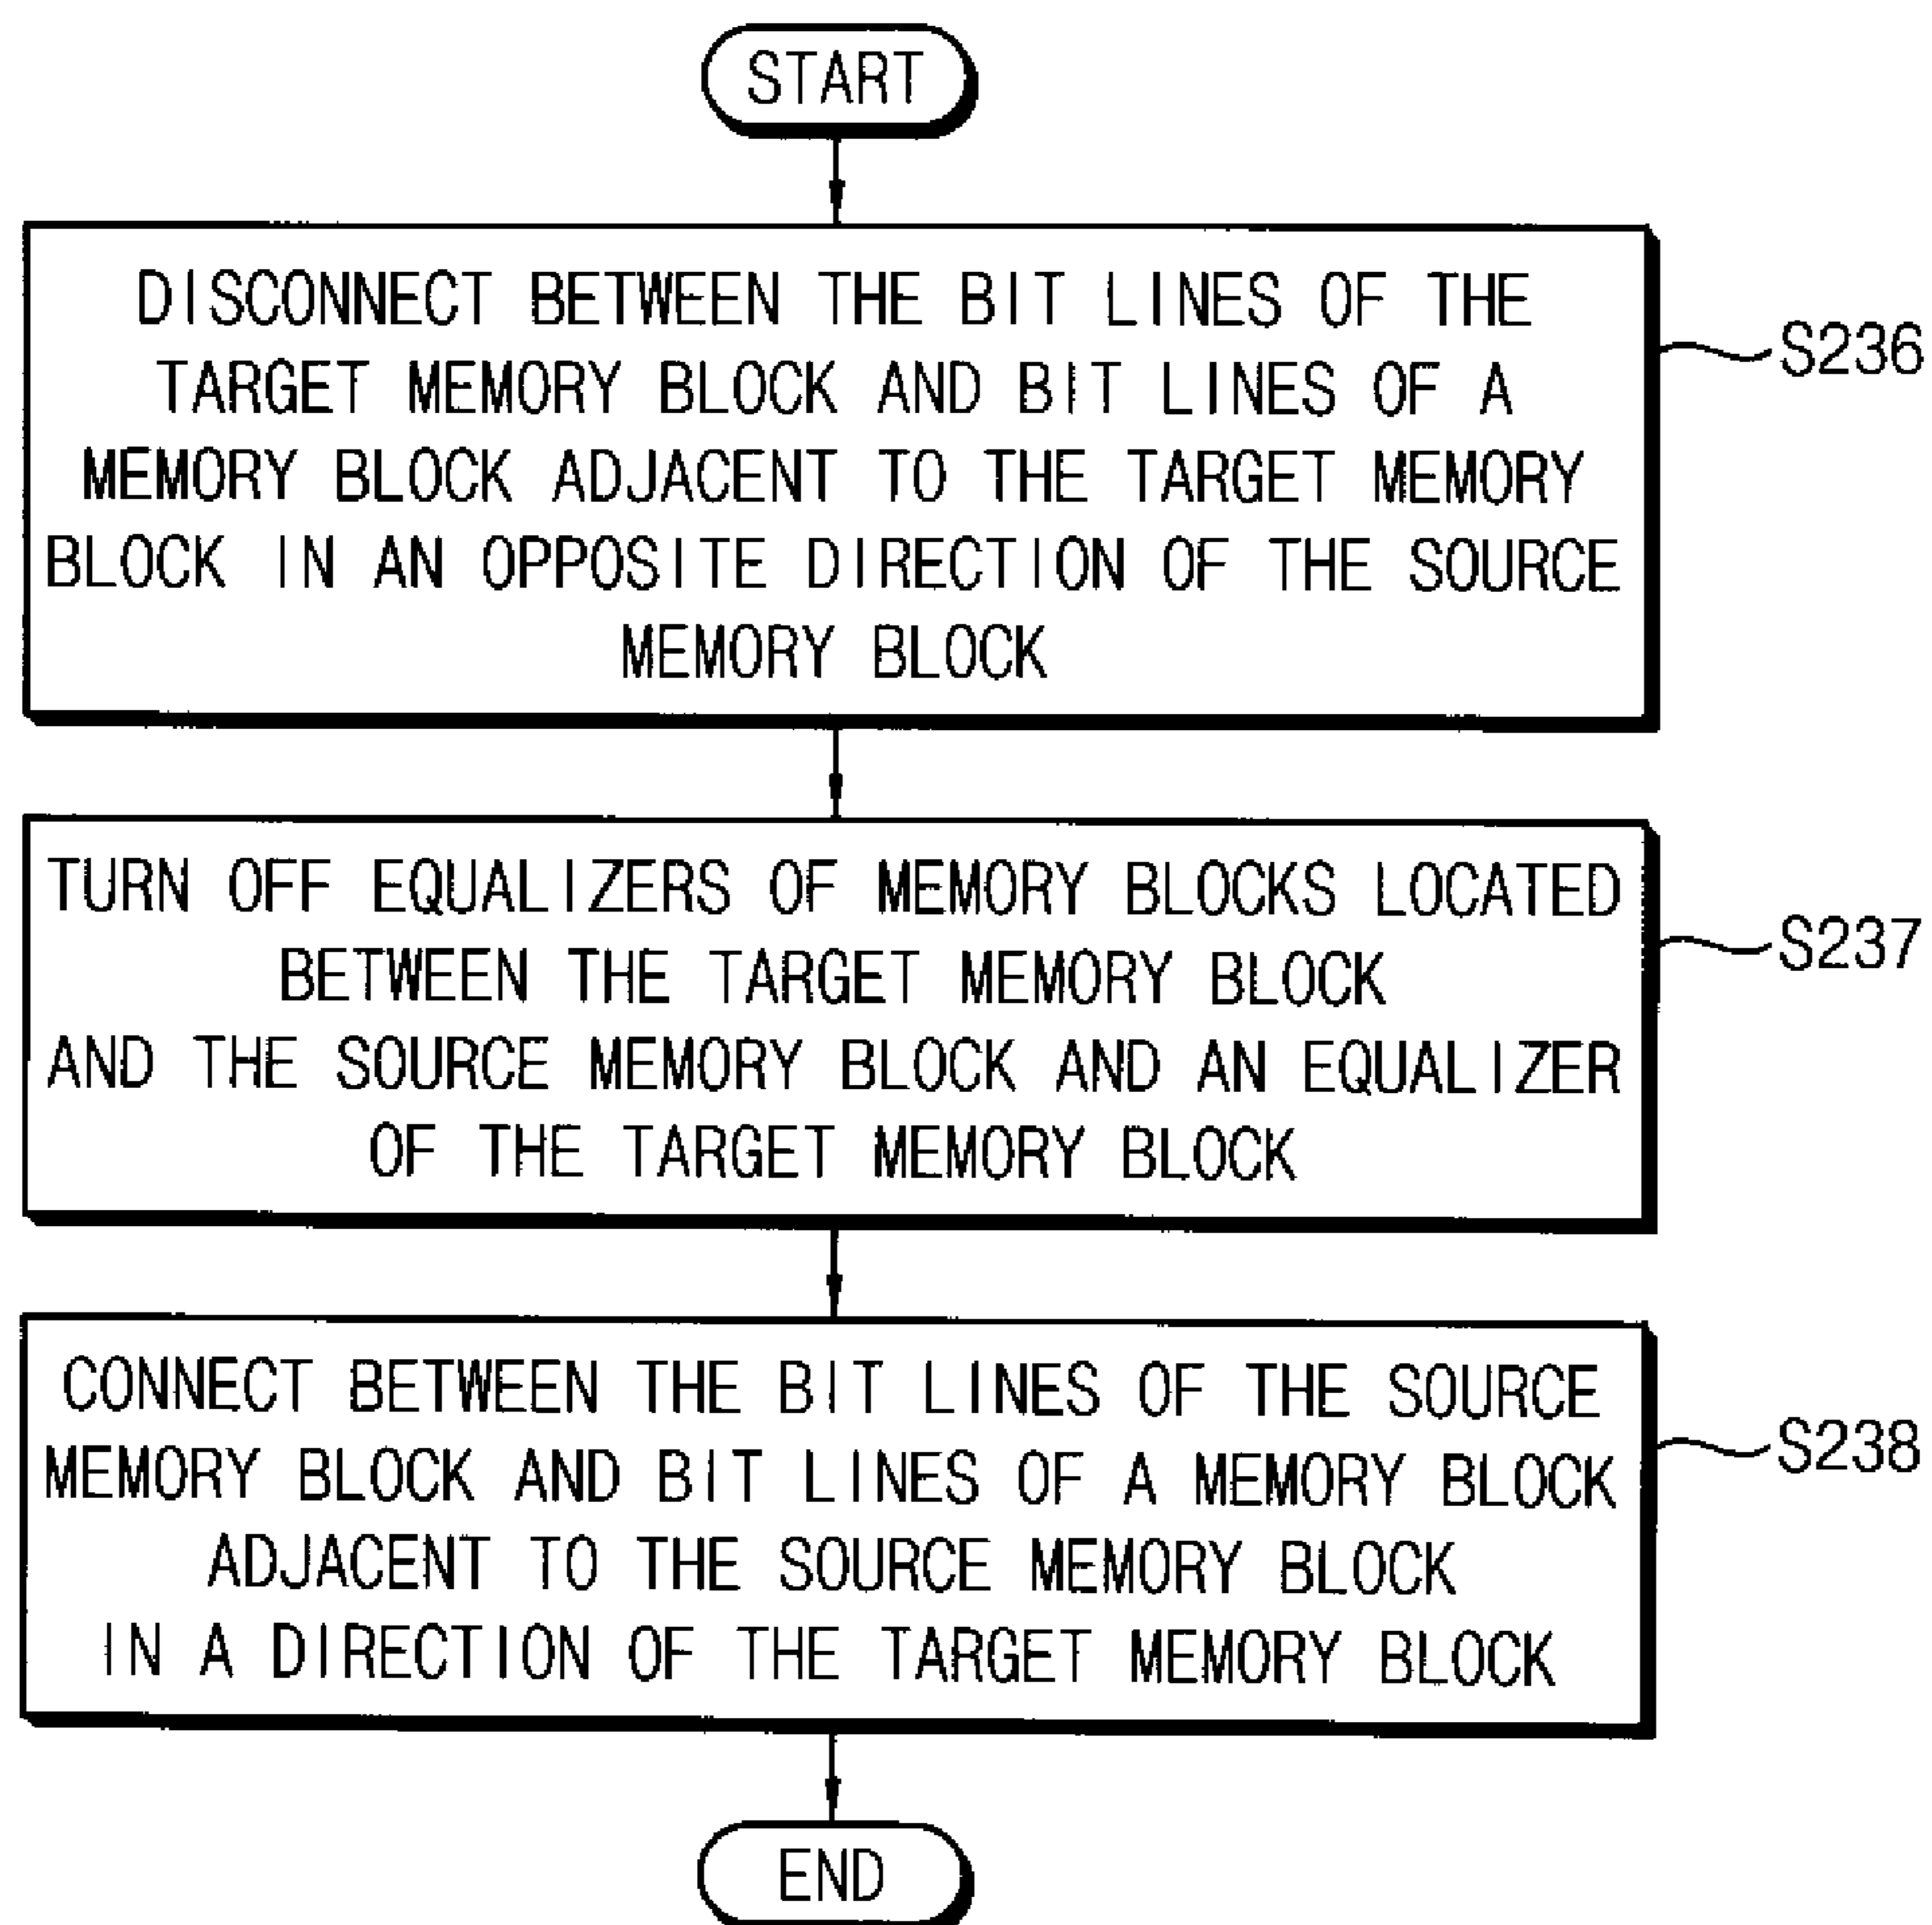 START
DISCONNECT BETWEEN THE BIT LINES OF THE
TARGET MEMORY BLOCK AND BIT LINES OF A
MEMORY BLOCK ADJACENT TO THE TARGET MEMORY
BLOCK IN AN OPPOSITE DIRECTION OF THE SOURCE
MEMORY BLOCK
S236
TURN OFF EQUALIZERS OF MEMORY BLOCKS LOCATED
BETWEEN THE TARGET MEMORY BLOCK
AND THE SOURCE MEMORY BLOCK AND AN EQUALIZER
OF THE TARGET MEMORY BLOCK
S237
CONNECT BETWEEN THE BIT LINES OF THE SOURCE
MEMORY BLOCK AND BIT LINES OF A MEMORY BLOCK
ADJACENT TO THE SOURCE MEMORY BLOCK
IN A DIRECTION OF THE TARGET MEMORY BLOCK
S238
END